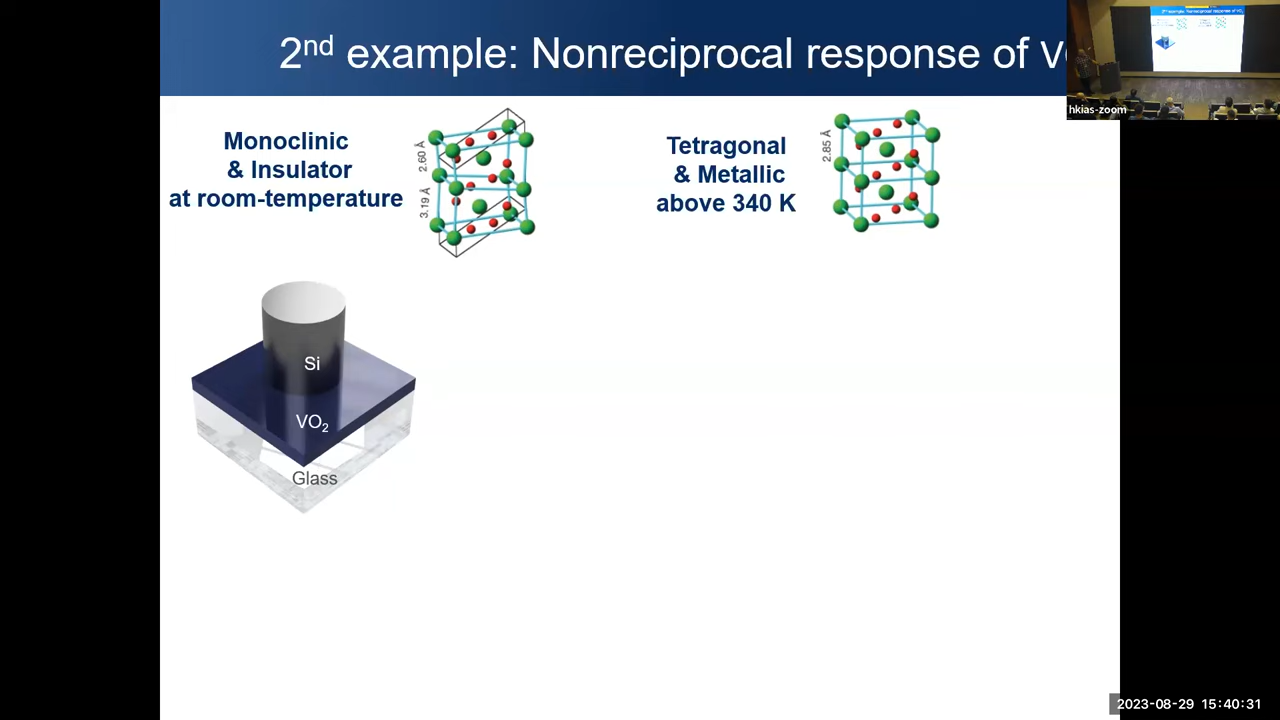 2nd example: Nonreciprocal response of V
hkias-zoom
Monoclinic
& Insulator
at room-temperature
2.60 Å
3.19 Å
Tetragonal
& Metallic
above 340 K
2.85 Å
Si
VO2
Glass
2023-08-29 15:40:31